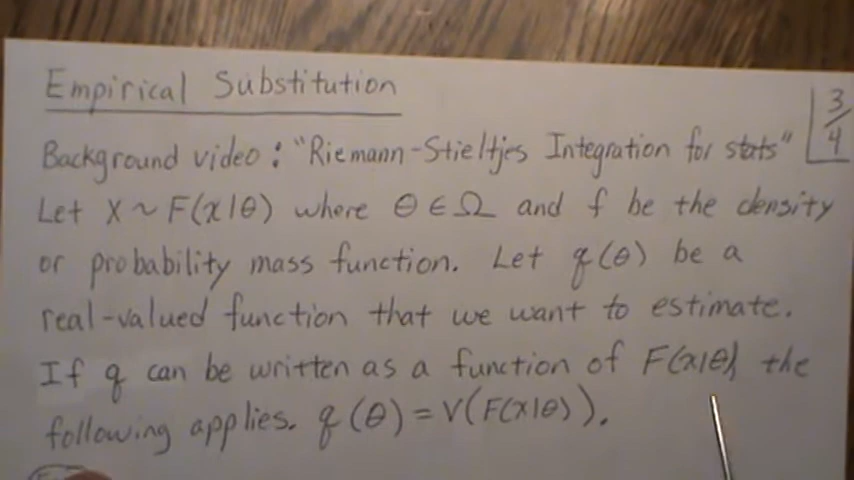 Empirical Substitution
3/4
Background video: "Riemann-Stieltjes Integration for stats"
Let X ~ F(x|θ) where θ ∈ Ω and f be the density
or probability mass function. Let q(θ) be a
real-valued function that we want to estimate.
If q can be written as a function of F(x|θ), the
following applies. q(θ) = V(F(x|θ)).